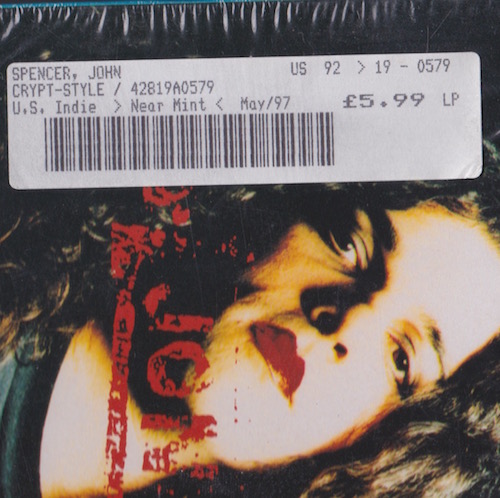 SPENCER, JOHN US 92 > 19 - 0579
CRYPT-STYLE / 42819A0579
U.S. Indie > Near Mint < May/97 £5.99 LP